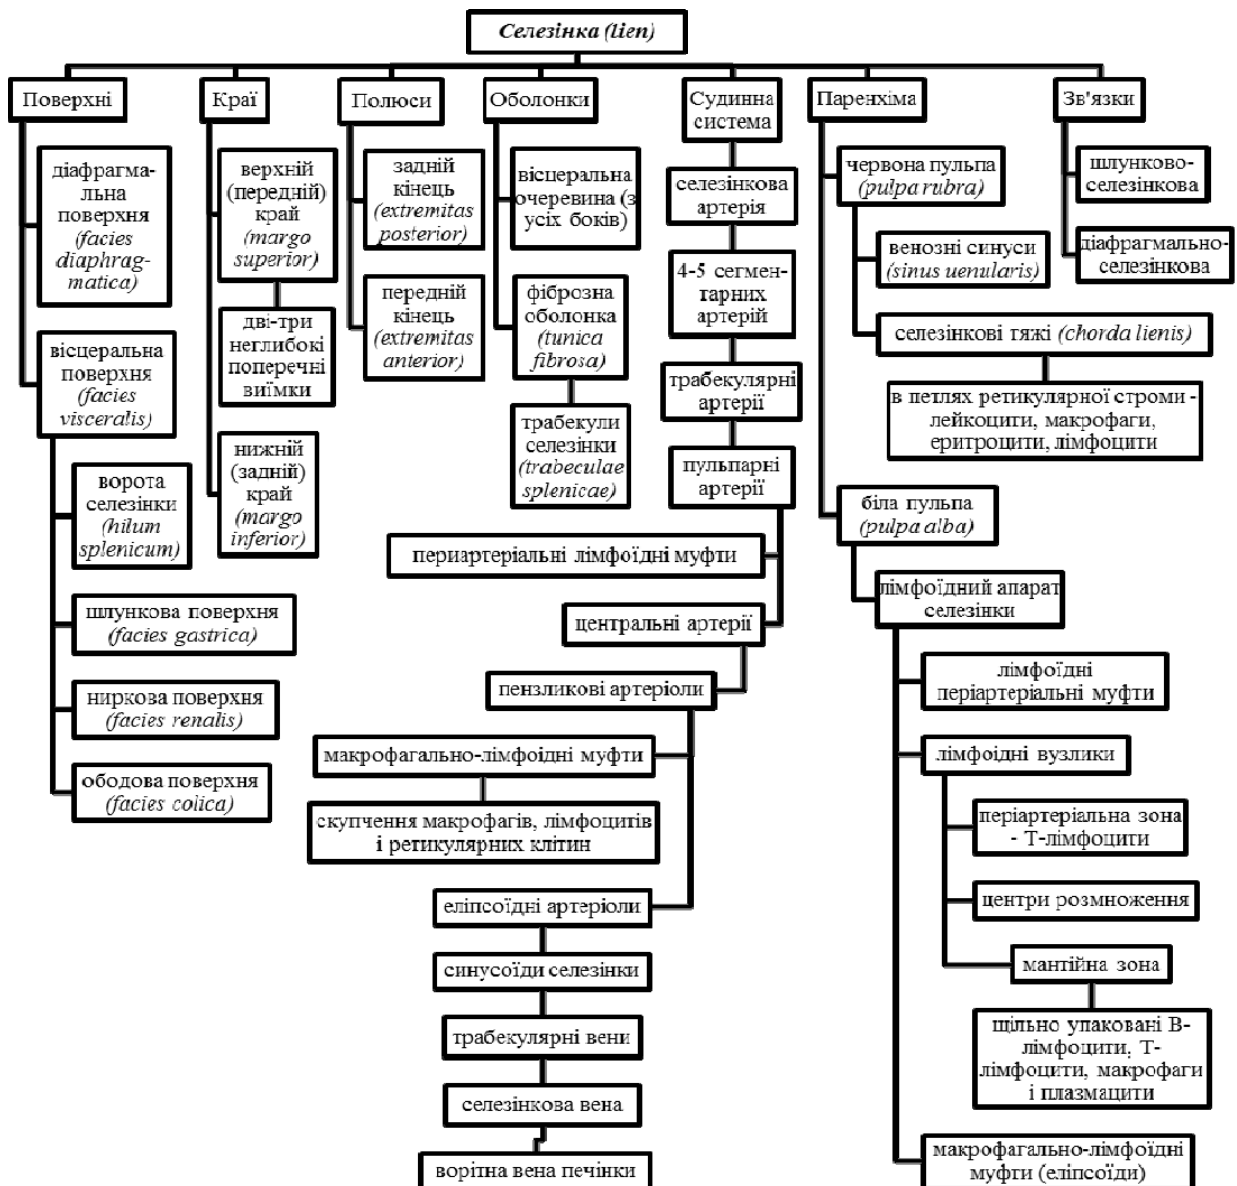 Селезінка (lien)
Поверхні
діафрагма-
льна
поверхня
(facies
diaphrag-
matica)
вісцеральна
поверхня
(facies
visceralis)
ворота
селезінки
(hilum
splenicum)
шлункова поверхня
(facies gastrica)
ниркова поверхня
(facies renalis)
ободова поверхня
(facies colica)
Краї
верхній
(передній)
край
(margo
superior)
дві-три
неглибокі
поперечні
виїмки
нижній
(задній)
край
(margo
inferior)
Полюси
задній
кінець
(extremitas
posterior)
передній
кінець
(extremitas
anterior)
Оболонки
вісцеральна
очеревина (з
усіх боків)
фіброзна
оболонка
(tunica
fibrosa)
трабекули
селезінки
(trabeculae
splenicae)
Судинна
система
селезінкова
артерія
4-5 сегмен-
тарних
артерій
трабекулярні
артерії
пульпарні
артерії
периартеріальні лімфоїдні муфти
центральні артерії
пензликові артеріоли
макрофагально-лімфоїдні муфти
скупчення макрофагів, лімфоцитів
і ретикулярних клітин
еліпсоїдні артеріоли
синусоїди селезінки
трабекулярні вени
селезінкова вена
ворітна вена печінки
Паренхіма
червона пульпа
(pulpa rubra)
венозні синуси
(sinus uenularis)
селезінкові тяжі (chorda lienis)
в петлях ретикулярної строми -
лейкоцити, макрофаги,
еритроцити, лімфоцити
біла пульпа
(pulpa alba)
лімфоїдний апарат
селезінки
лімфоїдні
періартеріальні муфти
лімфоїдні вузлики
періартеріальна зона
- Т-лімфоцити
центри розмноження
мантійна зона
щільно упаковані В-
лімфоцити, Т-
лімфоцити, макрофаги
і плазмацити
макрофагально-лімфоїдні
муфти (еліпсоїди)
Зв'язки
шлунково-
селезінкова
діафрагмально-
селезінкова